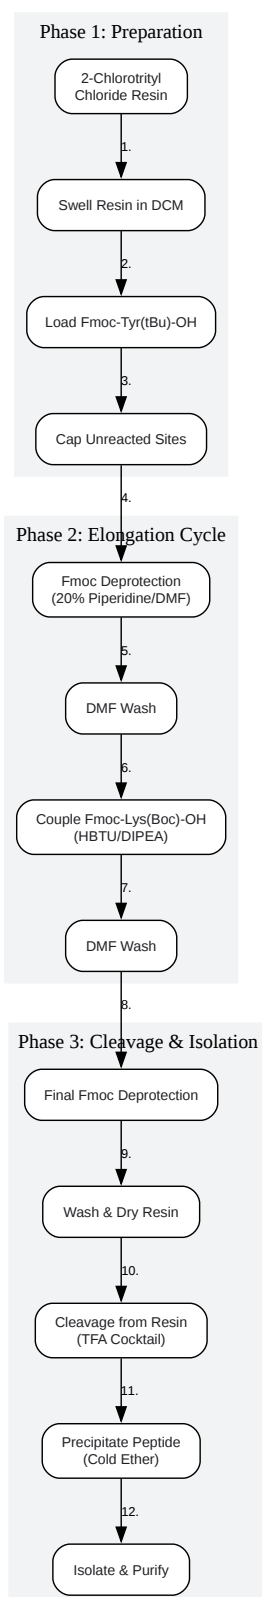 Phase 1: Preparation
2-Chlorotrityl
Chloride Resin
1.
Swell Resin in DCM
2.
Load Fmoc-Tyr(tBu)-OH
3.
Cap Unreacted Sites
4.
Phase 2: Elongation Cycle
Fmoc Deprotection
(20% Piperidine/DMF)
5.
DMF Wash
6.
Couple Fmoc-Lys(Boc)-OH
(HBTU/DIPEA)
7.
DMF Wash
8.
Phase 3: Cleavage & Isolation
Final Fmoc Deprotection
9.
Wash & Dry Resin
10.
Cleavage from Resin
(TFA Cocktail)
11.
Precipitate Peptide
(Cold Ether)
12.
Isolate & Purify